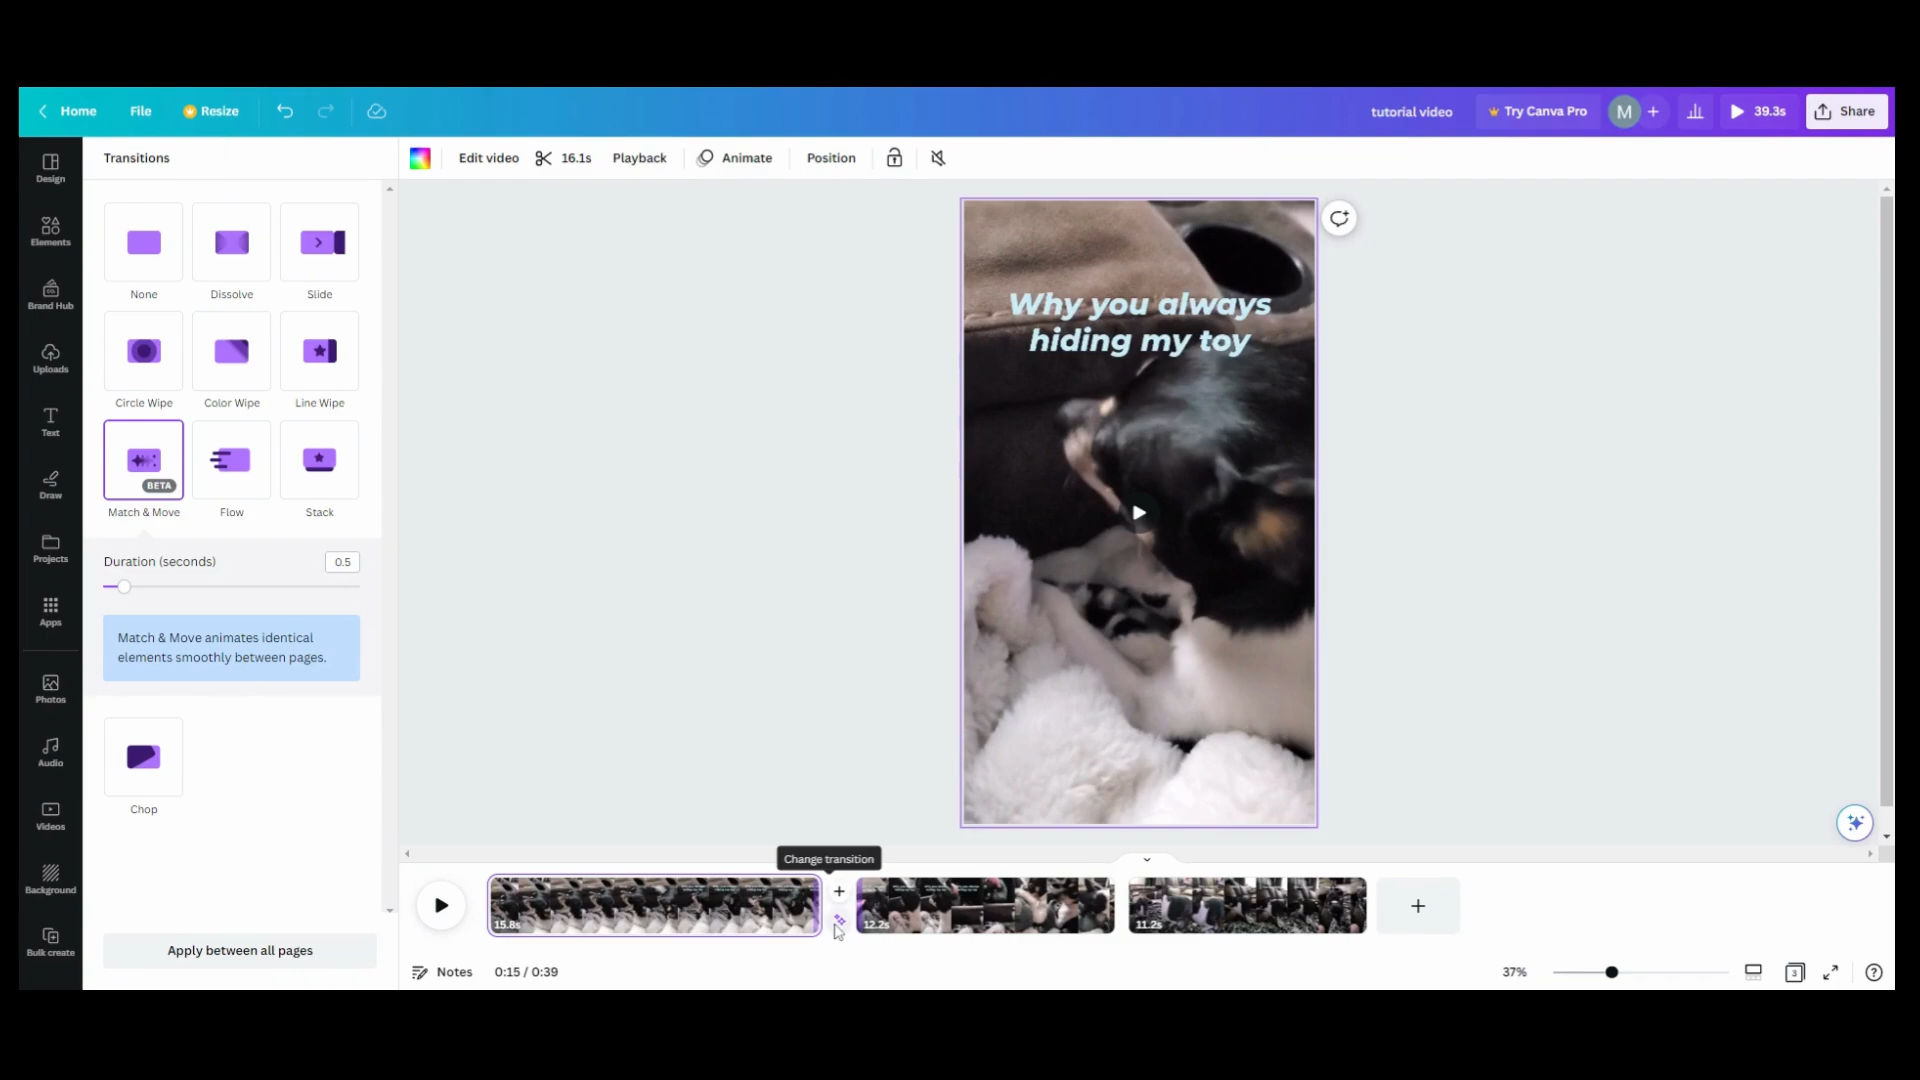 Home
File
Resize
tutorial video
Try Canva Pro
M
39.3s
Share
Design
Elements
Brand Hub
Uploads
Text
Draw
Projects
Apps
Photos
Audio
Videos
Background
Bulk create
Transitions
None
Dissolve
Slide
Circle Wipe
Color Wipe
Line Wipe
BETA
Match & Move
Flow
Stack
Duration (seconds)
0.5
Match & Move animates identical
elements smoothly between pages.
Chop
Apply between all pages
Edit video
16.1s
Playback
Animate
Position
Why you always
hiding my toy
Change transition
15.8s
12.2s
11.2s
Notes
0:15 / 0:39
37%
3